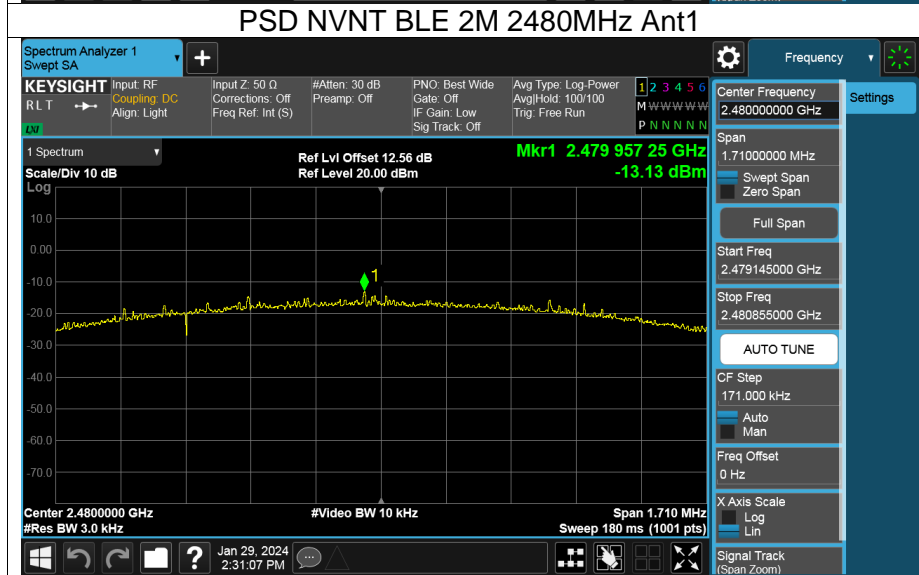 (Span Zoom)
PSD NVNT BLE 2M 2480MHz Ant1
Spectrum Analyzer 1
Swept SA
+
Frequency
KEYSIGHT
RLT
LXI
Input: RF
Coupling: DC
Align: Light
Input Z: 50 Ω
Corrections: Off
Freq Ref: Int (S)
#Atten: 30 dB
Preamp: Off
PNO: Best Wide
Gate: Off
IF Gain: Low
Sig Track: Off
Avg Type: Log-Power
Avg|Hold: 100/100
Trig: Free Run
1 2 3 4 5 6
M W W W W W
P N N N N N
1 Spectrum
Scale/Div 10 dB
Ref Lvl Offset 12.56 dB
Ref Level 20.00 dBm
Mkr1 2.479 957 25 GHz
-13.13 dBm
Log
10.0
0.00
-10.0
-20.0
-30.0
-40.0
-50.0
-60.0
-70.0
1
Center 2.480000 GHz
#Res BW 3.0 kHz
#Video BW 10 kHz
Span 1.710 MHz
Sweep 180 ms (1001 pts)
?
Jan 29, 2024
2:31:07 PM
Center Frequency
2.480000000 GHz
Settings
Span
1.71000000 MHz
Swept Span
Zero Span
Full Span
Start Freq
2.479145000 GHz
Stop Freq
2.480855000 GHz
AUTO TUNE
CF Step
171.000 kHz
Auto
Man
Freq Offset
0 Hz
X Axis Scale
Log
Lin
Signal Track
(Span Zoom)